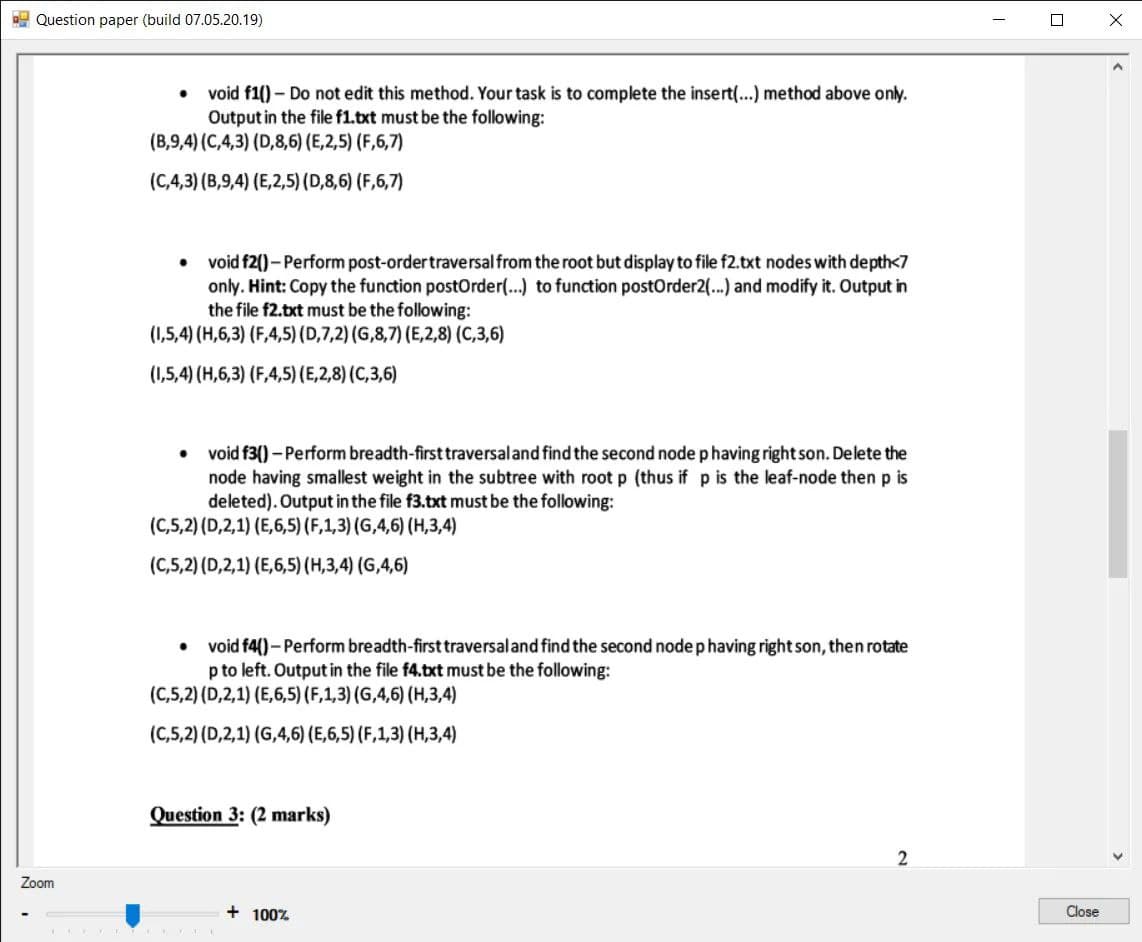 Question paper (build 07.05.20.19)
• void f1() – Do not edit this method. Your task is to complete the insert(...) method above only.
Output in the file f1.txt must be the following:
(B,9,4) (C,4,3) (D,8,6) (E,2,5) (F,6,7)
(C,4,3) (B,9,4) (E,2,5) (D,8,6) (F,6,7)
• void f2() – Perform post-order traversal from the root but display to file f2.txt nodes with depth<7
only. Hint: Copy the function postOrder(...) to function postOrder2(...) and modify it. Output in
the file f2.txt must be the following:
(I,5,4) (H,6,3) (F,4,5) (D,7,2) (G,8,7) (E,2,8) (C,3,6)
(I,5,4) (H,6,3) (F,4,5) (E,2,8) (C,3,6)
• void f3() – Perform breadth-first traversal and find the second node p having right son. Delete the
node having smallest weight in the subtree with root p (thus if p is the leaf-node then p is
deleted). Output in the file f3.txt must be the following:
(C,5,2) (D,2,1) (E,6,5) (F,1,3) (G,4,6) (H,3,4)
(C,5,2) (D,2,1) (E,6,5) (H,3,4) (G,4,6)
• void f4() – Perform breadth-first traversal and find the second node p having right son, then rotate
p to left. Output in the file f4.txt must be the following:
(C,5,2) (D,2,1) (E,6,5) (F,1,3) (G,4,6) (H,3,4)
(C,5,2) (D,2,1) (G,4,6) (E,6,5) (F,1,3) (H,3,4)
Question 3: (2 marks)
2
Zoom
- + 100%
Close